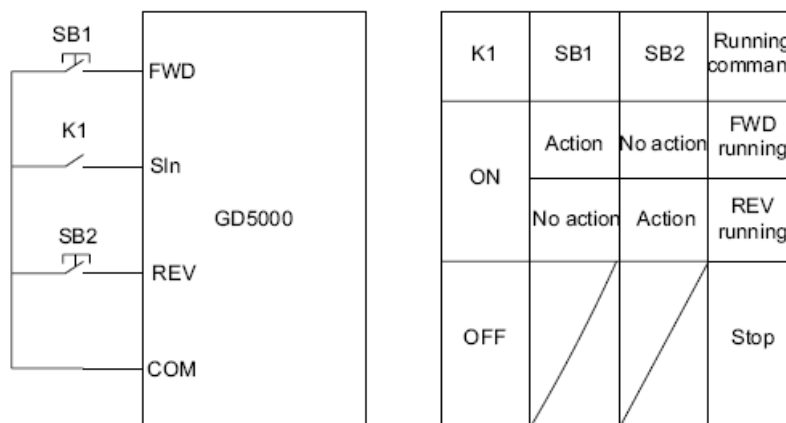 SB1
FWD
K1
SIn
GD5000
SB2
REV
COM
K1 SB1 SB2 Running
comman
ON
Action No action FWD
running
No action Action REV
running
OFF Stop